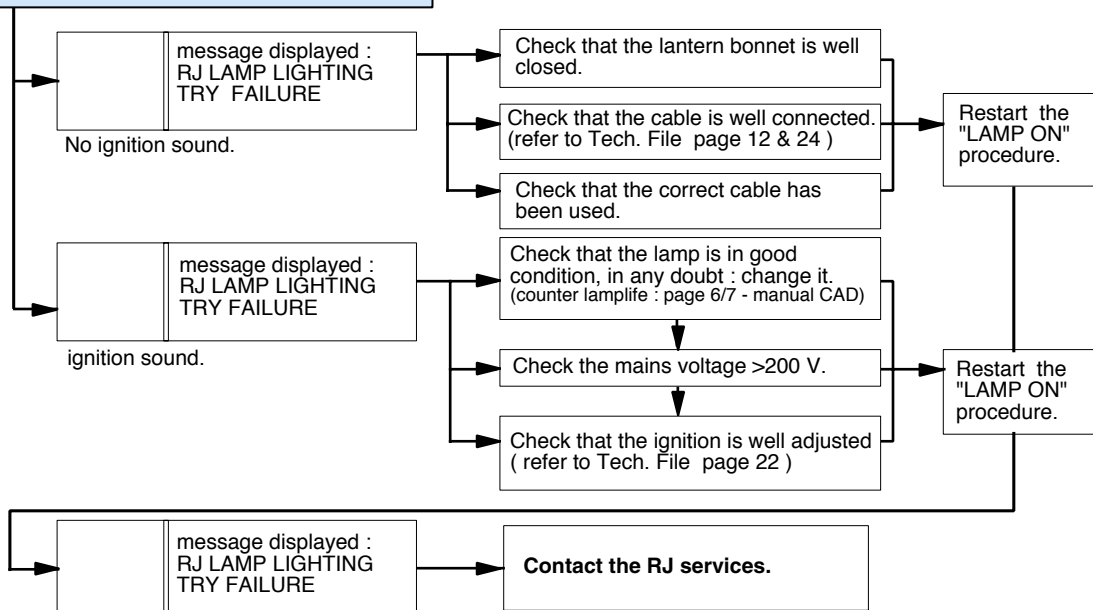 message displayed :
RJ LAMP LIGHTING
TRY  FAILURE
No ignition sound.
Check that the lantern bonnet is well
closed.
Check that the cable is well connected.
(refer to Tech. File  page 12 & 24 )
Check that the correct cable has
been used.
Restart  the
"LAMP ON"
procedure.
message displayed :
RJ LAMP LIGHTING
TRY FAILURE
ignition sound.
Check that the lamp is in good
condition, in any doubt : change it.
(counter lamplife : page 6/7 - manual CAD)
Check the mains voltage >200 V.
Check that the ignition is well adjusted
( refer to Tech. File  page 22 )
Restart  the
"LAMP ON"
procedure.
message displayed :
RJ LAMP LIGHTING
TRY FAILURE
Contact the RJ services.